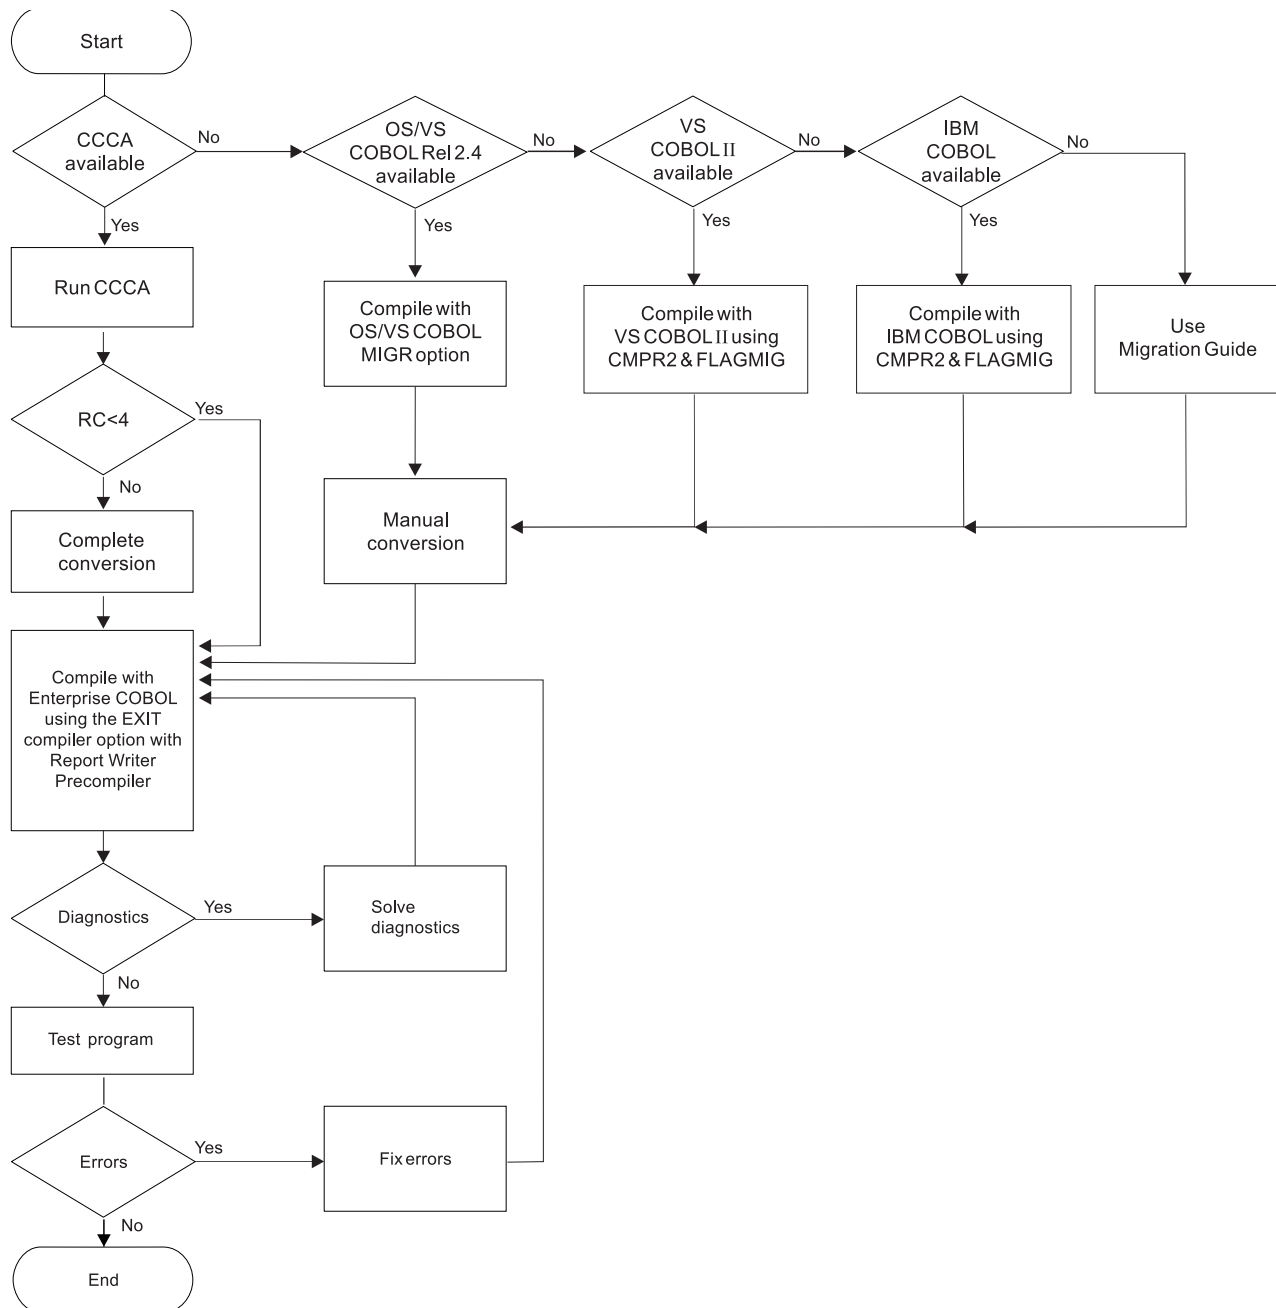 Start
CCCA
available
No
OS/VS
COBOL Rel 2.4
available
No
VS
COBOL II
available
No
IBM
COBOL
available
No
Yes
Yes
Yes
Yes
Run CCCA
Compile with
OS/VS COBOL
MIGR option
Compile with
VS COBOL II using
CMPR2 & FLAGMIG
Compile with
IBM COBOL using
CMPR2 & FLAGMIG
Use
Migration Guide
RC<4
Yes
No
Complete
conversion
Manual
conversion
Compile with
Enterprise COBOL
using the EXIT
compiler option with
Report Writer
Precompiler
Diagnostics
Yes
Solve
diagnostics
No
Test program
Errors
Yes
Fix errors
No
End